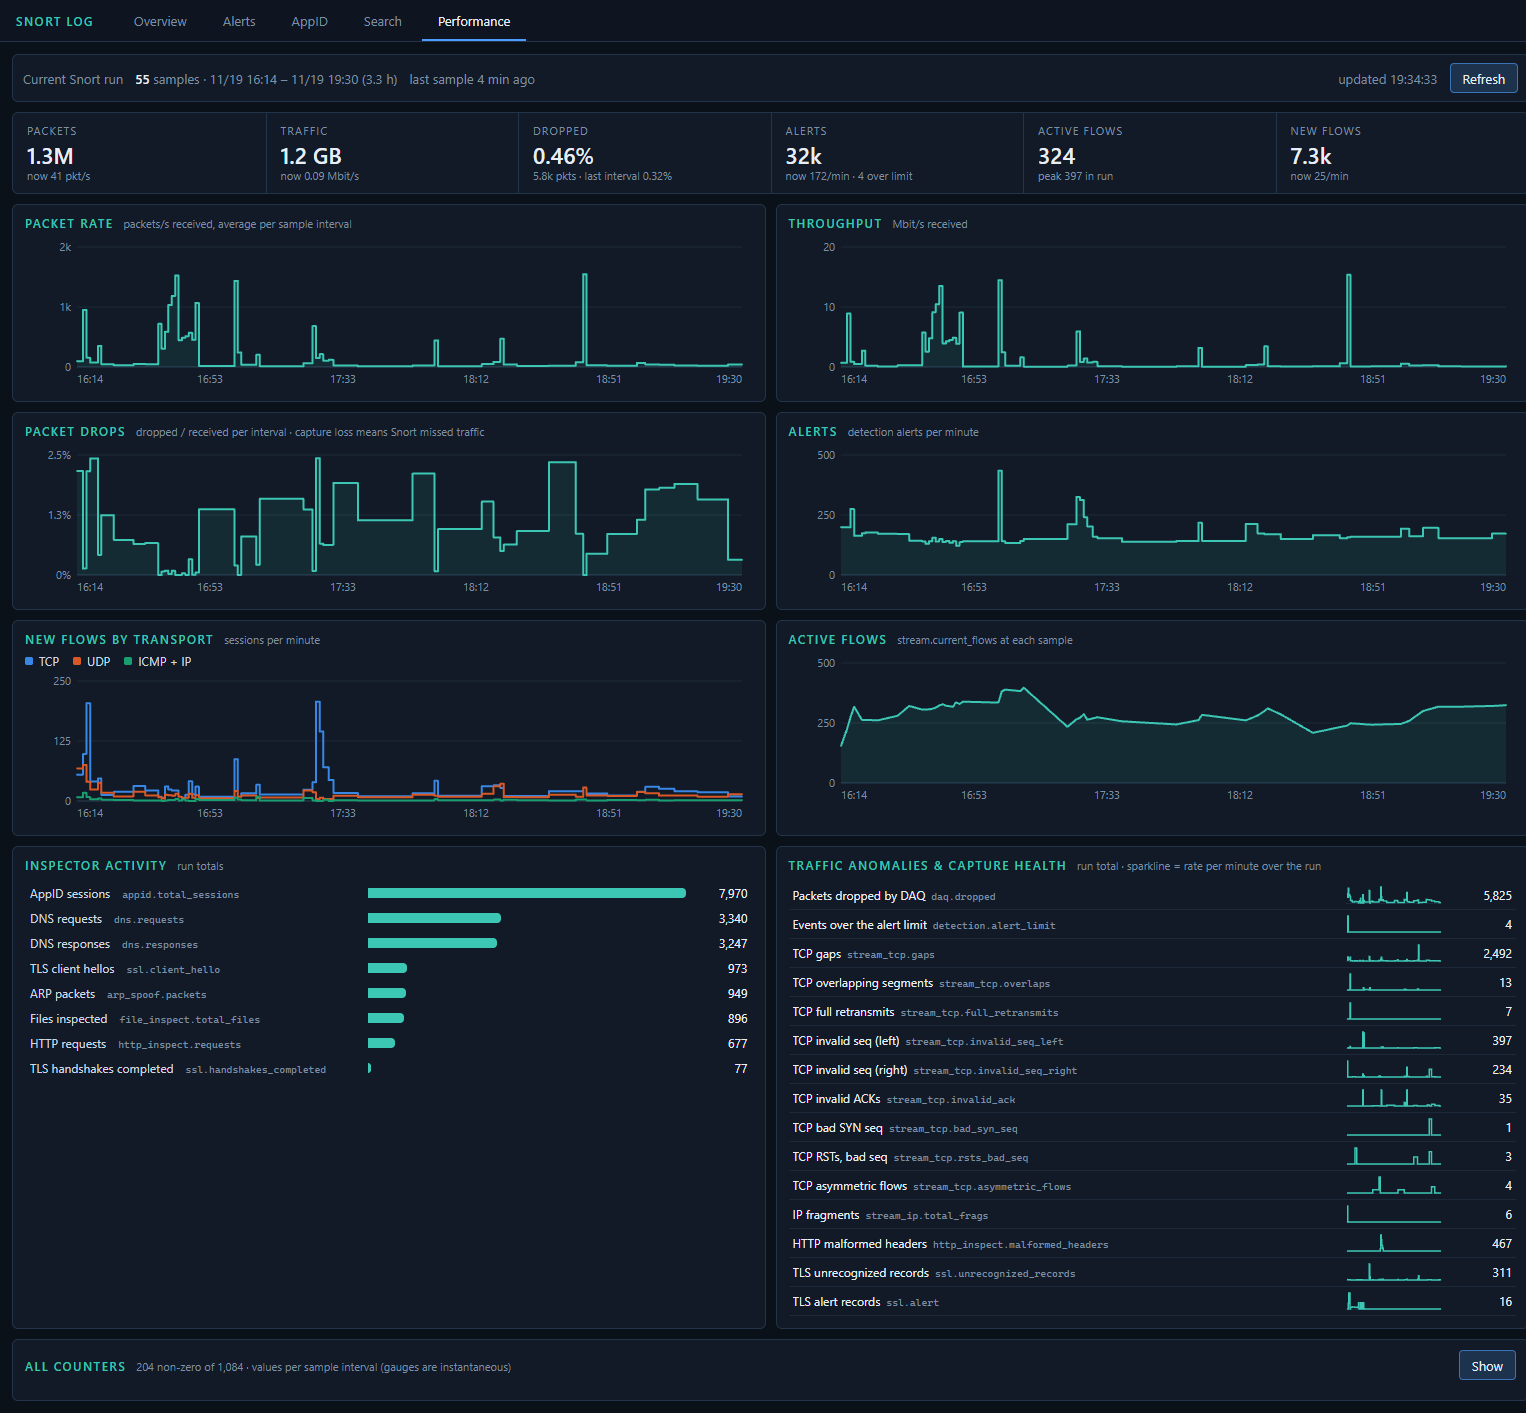 SNORT LOG Overview Alerts AppID Search Performance
Current Snort run 55 samples · 11/19 16:14 – 11/19 19:30 (3.3 h) last sample 4 min ago updated 19:34:33 Refresh
PACKETS
1.3M
now 41 pkt/s
TRAFFIC
1.2 GB
now 0.09 Mbit/s
DROPPED
0.46%
5.8k pkts · last interval 0.32%
ALERTS
32k
now 172/min · 4 over limit
ACTIVE FLOWS
324
peak 397 in run
NEW FLOWS
7.3k
now 25/min
PACKET RATE packets/s received, average per sample interval
2k
1k
0
16:14 16:53 17:33 18:12 18:51 19:30
THROUGHPUT Mbit/s received
20
10
0
16:14 16:53 17:33 18:12 18:51 19:30
PACKET DROPS dropped / received per interval · capture loss means Snort missed traffic
2.5%
1.3%
0%
16:14 16:53 17:33 18:12 18:51 19:30
ALERTS detection alerts per minute
500
250
0
16:14 16:53 17:33 18:12 18:51 19:30
NEW FLOWS BY TRANSPORT sessions per minute
TCP UDP ICMP + IP
250
125
0
16:14 16:53 17:33 18:12 18:51 19:30
ACTIVE FLOWS stream.current_flows at each sample
500
250
0
16:14 16:53 17:33 18:12 18:51 19:30
INSPECTOR ACTIVITY run totals
AppID sessions appid.total_sessions 7,970
DNS requests dns.requests 3,340
DNS responses dns.responses 3,247
TLS client hellos ssl.client_hello 973
ARP packets arp_spoof.packets 949
Files inspected file_inspect.total_files 896
HTTP requests http_inspect.requests 677
TLS handshakes completed ssl.handshakes_completed 77
TRAFFIC ANOMALIES & CAPTURE HEALTH run total · sparkline = rate per minute over the run
Packets dropped by DAQ daq.dropped 5,825
Events over the alert limit detection.alert_limit 4
TCP gaps stream_tcp.gaps 2,492
TCP overlapping segments stream_tcp.overlaps 13
TCP full retransmits stream_tcp.full_retransmits 7
TCP invalid seq (left) stream_tcp.invalid_seq_left 397
TCP invalid seq (right) stream_tcp.invalid_seq_right 234
TCP invalid ACKs stream_tcp.invalid_ack 35
TCP bad SYN seq stream_tcp.bad_syn_seq 1
TCP RSTs, bad seq stream_tcp.rsts_bad_seq 3
TCP asymmetric flows stream_tcp.asymmetric_flows 4
IP fragments stream_ip.total_frags 6
HTTP malformed headers http_inspect.malformed_headers 467
TLS unrecognized records ssl.unrecognized_records 311
TLS alert records ssl.alert 16
ALL COUNTERS 204 non-zero of 1,084 · values per sample interval (gauges are instantaneous) Show